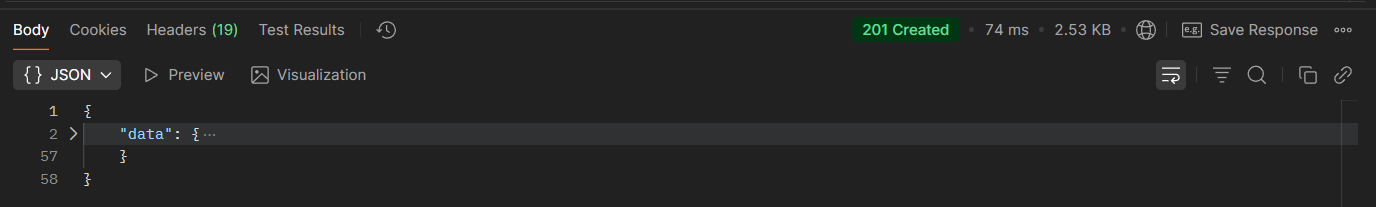 Body Cookies Headers (19) Test Results 201 Created • 74 ms • 2.53 KB • e.g. Save Response
{} JSON Preview Visualization
1 {
2 "data": {
57 }
58 }